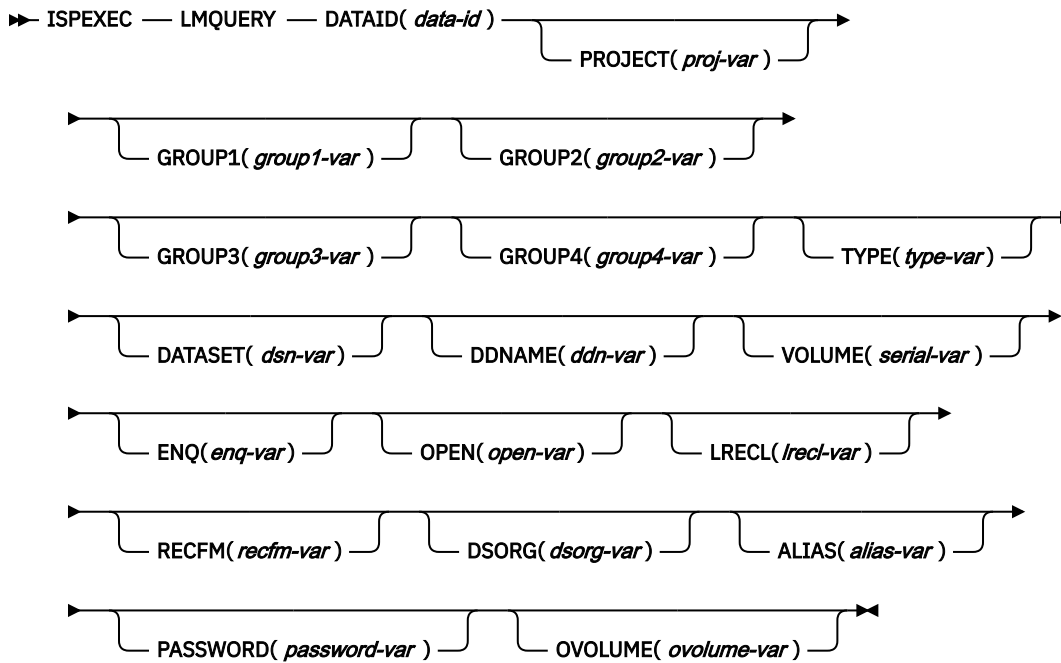 ISPEXEC LMQUERY DATAID( data-id )
PROJECT( proj-var )
GROUP1( group1-var ) GROUP2( group2-var )
GROUP3( group3-var ) GROUP4( group4-var ) TYPE( type-var )
DATASET( dsn-var ) DDNAME( ddn-var ) VOLUME( serial-var )
ENQ( enq-var ) OPEN( open-var ) LRECL( lrecl-var )
RECFM( recfm-var ) DSORG( dsorg-var ) ALIAS( alias-var )
PASSWORD( password-var ) OVOLUME( ovolume-var )